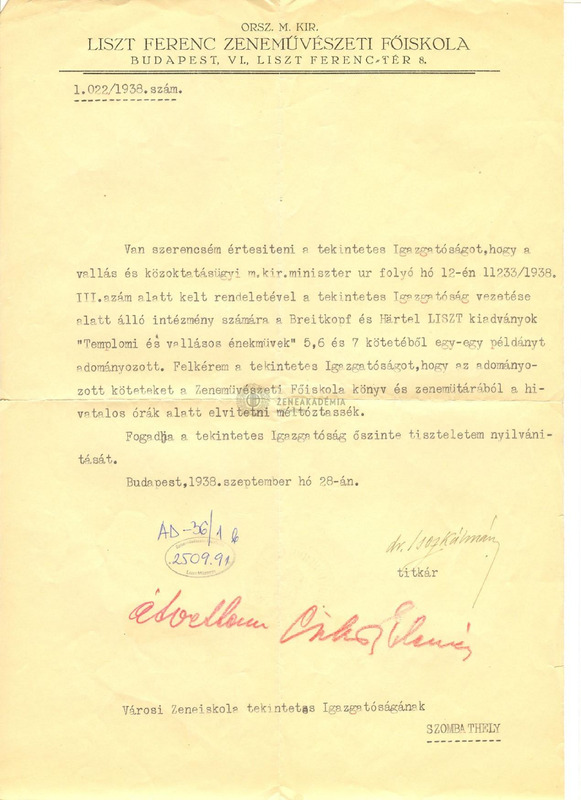 ORSZ. M. KIR.
LISZT FERENC ZENEMŰVÉSZETI FŐISKOLA
BUDAPEST, VI., LISZT FERENC-TÉR 8.
1.022/1938.szám.
Van szerencsém értesiteni a tekintetes Igazgatóságot,hogy a
vallás és közoktatásügyi m.kir.miniszter ur folyó hó 12-én 11233/1938.
III.szám alatt kelt rendeletével a tekintetes Igazgatóság vezetése
alatt álló intézmény számára a Breitkopf és Härtel LISZT kiadványok
"Templomi és vallásos énekművek" 5,6 és 7 kötetéből egy-egy példányt
adományozott. Felkérem a tekintetes Igazgatóságot,hogy az adományo-
zott köteteket a Zeneművészeti Főiskola könyv és zeneműtárából a hi-
vatalos órák alatt elvitetni méltóztassék.
ZENEAKADÉMIA
Fogadja a tekintetes Igazgatóság őszinte tiszteletem nyilváni-
tását.
Budapest,1938.szeptember hó 28-án.
AD-36/1
2509.91
dr. Isoz Kálmán
titkár
átvettem
Városi Zeneiskola tekintetes Igazgatóságának
SZOMBATHELY